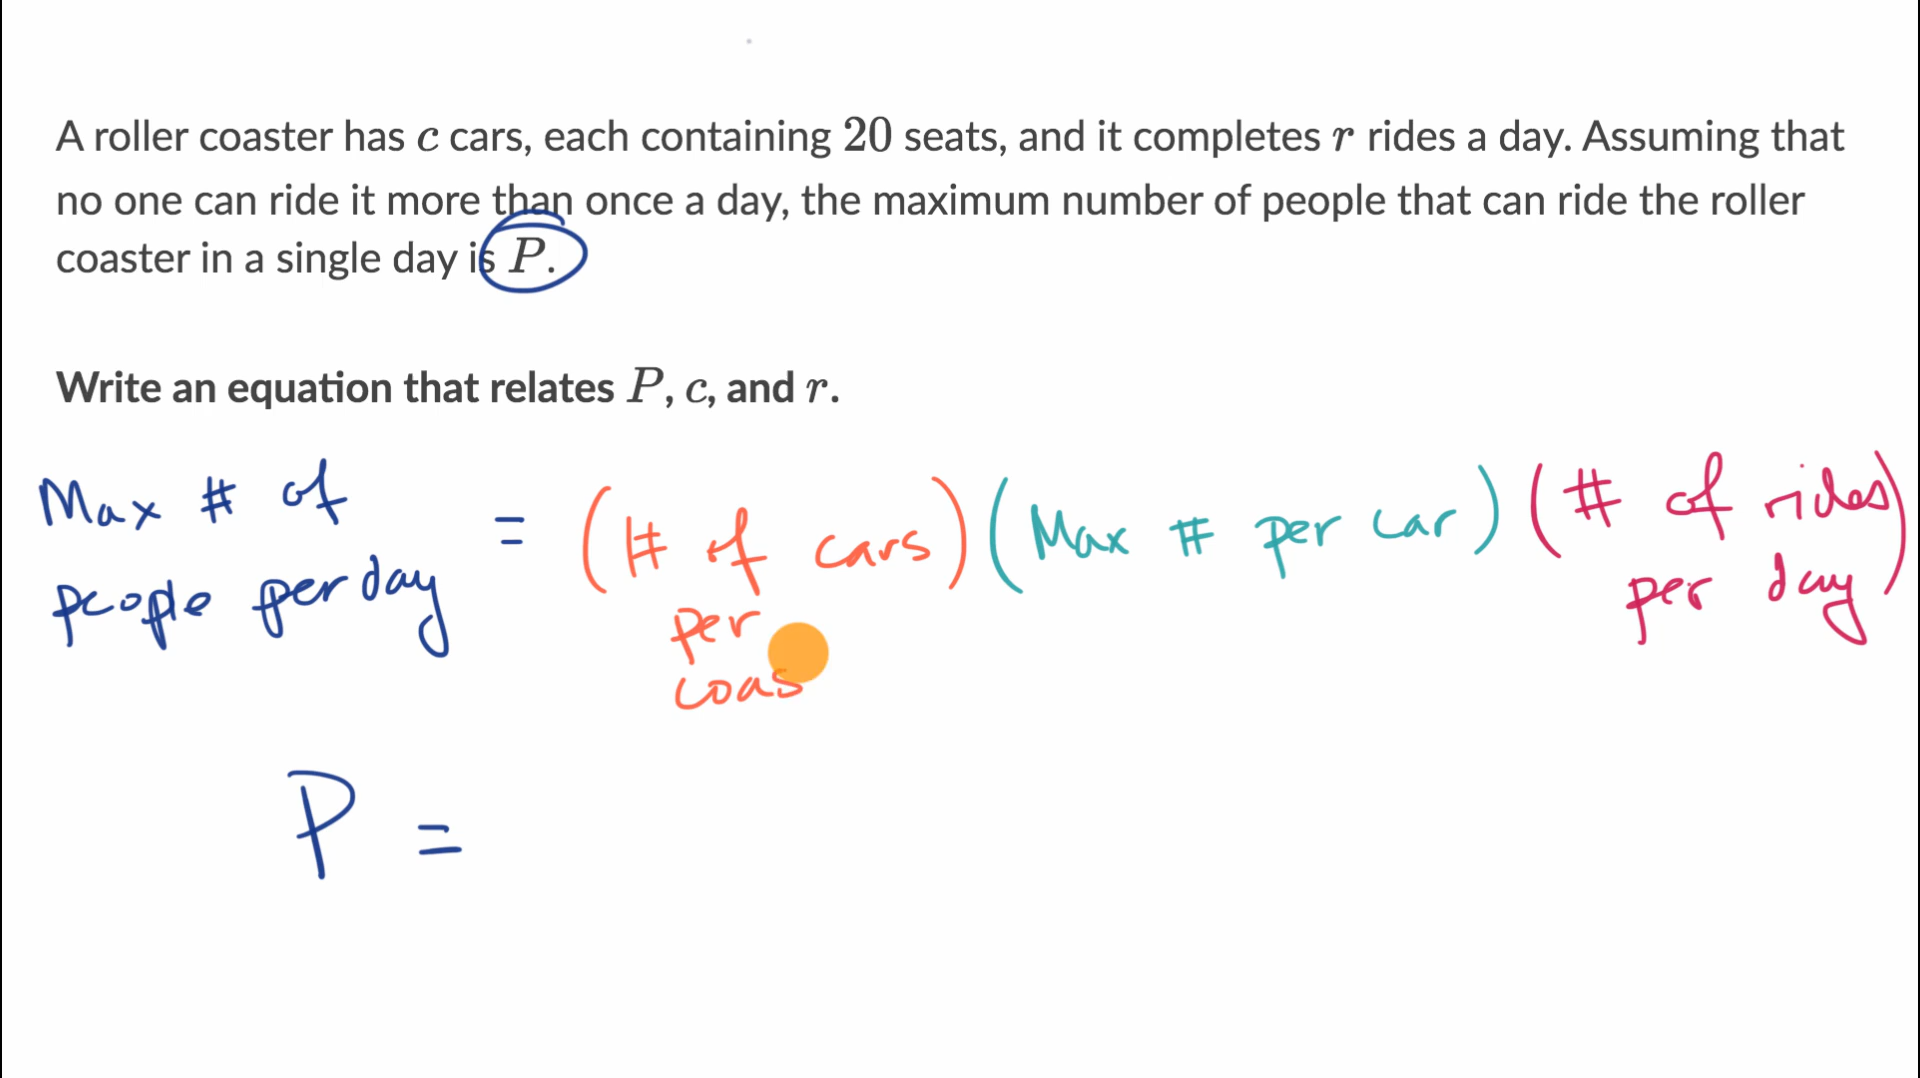 A roller coaster has c cars, each containing 20 seats, and it completes r rides a day. Assuming that
no one can ride it more than once a day, the maximum number of people that can ride the roller
coaster in a single day is P.
Write an equation that relates P, c, and r.
Max # of
people per day
= (# of cars) (Max # per car) (# of rides
per day)
per
coas
P =